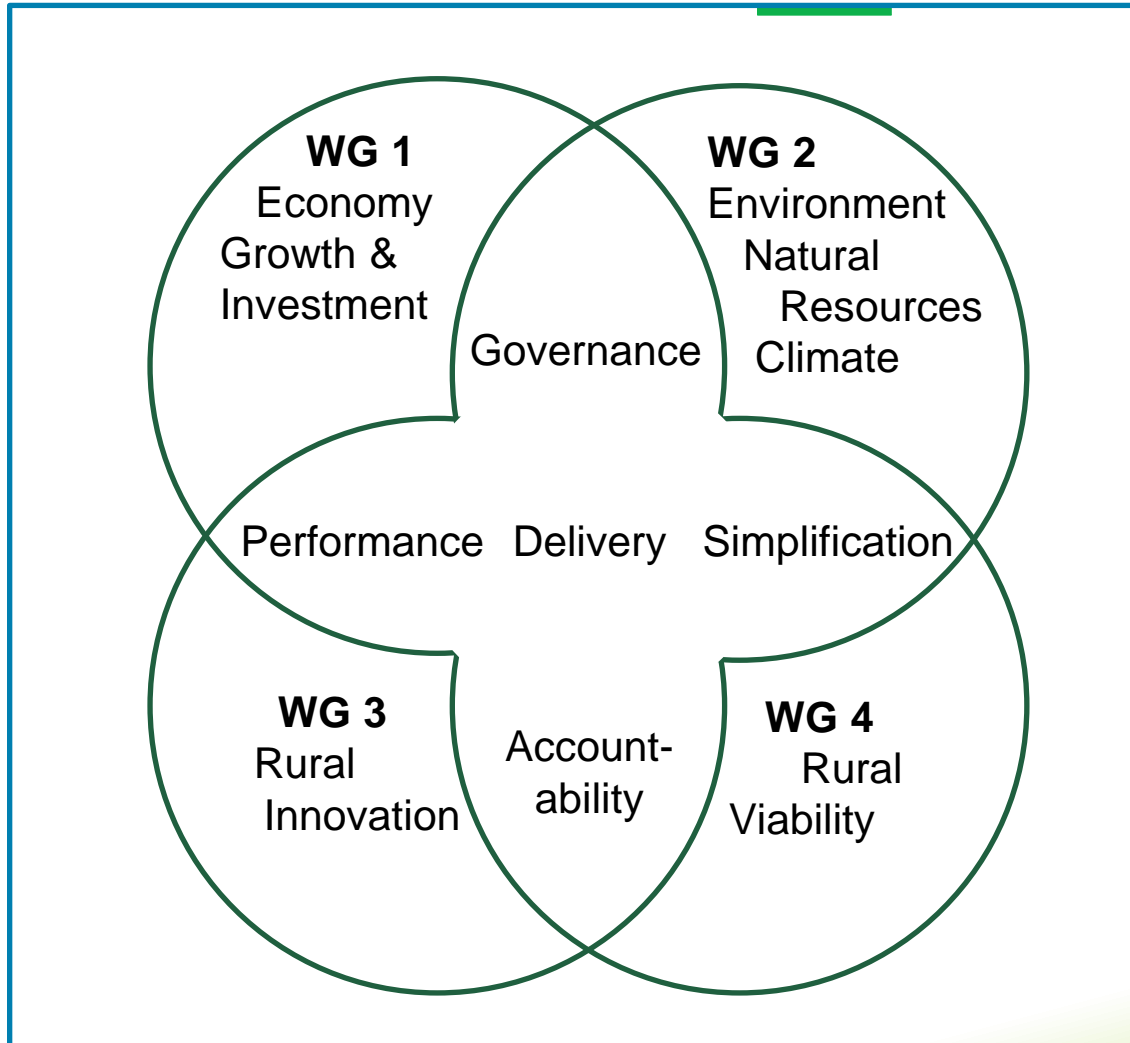 WG 1
Economy
Growth &
Investment
WG 2
Environment
Natural
Resources
Climate
Governance
Performance
Delivery
Simplification
WG 3
Rural
Innovation
Account-
ability
WG 4
Rural
Viability